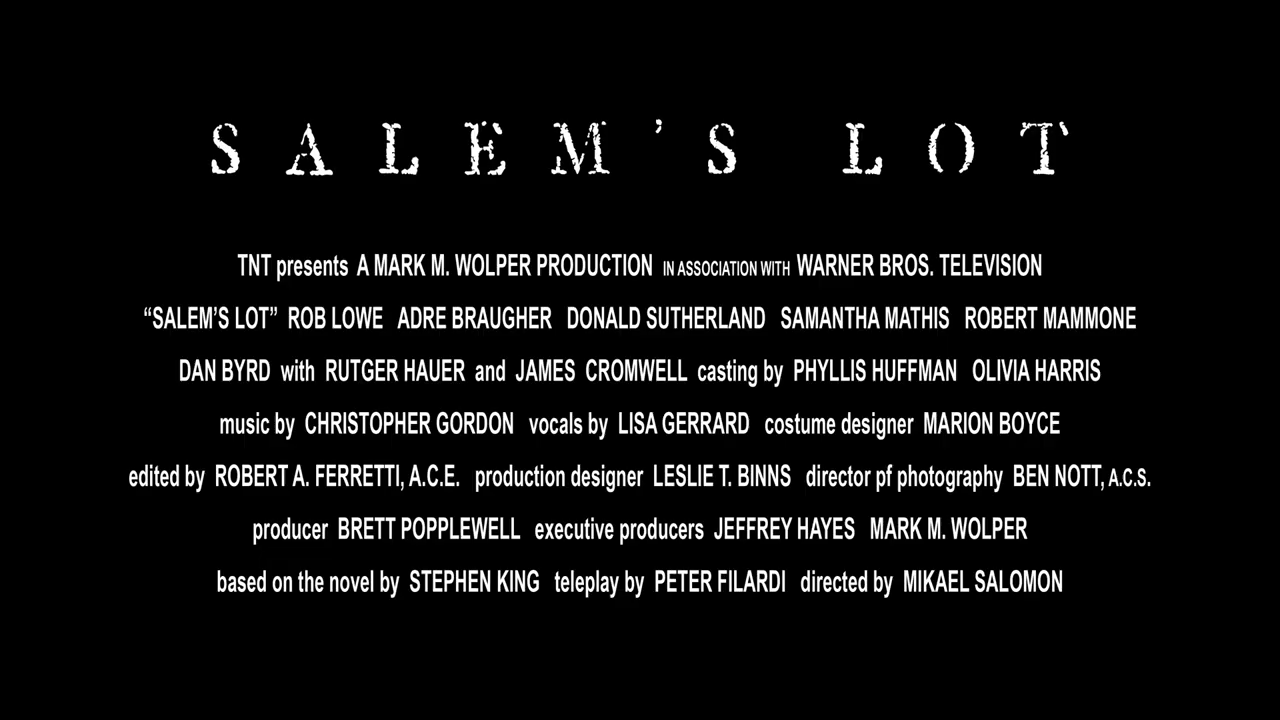 SALEM'S LOT
TNT presents A MARK M. WOLPER PRODUCTION IN ASSOCIATION WITH WARNER BROS. TELEVISION
“SALEM’S LOT” ROB LOWE ADRE BRAUGHER DONALD SUTHERLAND SAMANTHA MATHIS ROBERT MAMMONE
DAN BYRD with RUTGER HAUER and JAMES CROMWELL casting by PHYLLIS HUFFMAN OLIVIA HARRIS
music by CHRISTOPHER GORDON vocals by LISA GERRARD costume designer MARION BOYCE
edited by ROBERT A. FERRETTI, A.C.E. production designer LESLIE T. BINNS director pf photography BEN NOTT, A.C.S.
producer BRETT POPPLEWELL executive producers JEFFREY HAYES MARK M. WOLPER
based on the novel by STEPHEN KING teleplay by PETER FILARDI directed by MIKAEL SALOMON